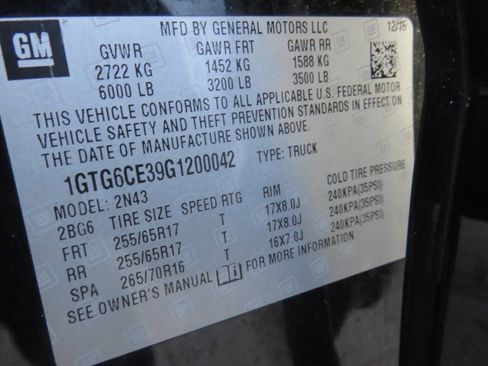 GM
MFD BY GENERAL MOTORS LLC 12/15
GVWR GAWR FRT GAWR RR
2722 KG 1452 KG 1588 KG
6000 LB 3200 LB 3500 LB
THIS VEHICLE CONFORMS TO ALL APPLICABLE U.S. FEDERAL MOTOR
VEHICLE SAFETY AND THEFT PREVENTION STANDARDS IN EFFECT ON
THE DATE OF MANUFACTURE SHOWN ABOVE.
1GTG6CE39G1200042 TYPE: TRUCK
MODEL: 2N43
2BG6 TIRE SIZE SPEED RTG RIM COLD TIRE PRESSURE
FRT 255/65R17 T 17X8.0J 240KPA(35PSI)
RR 255/65R17 T 17X8.0J 240KPA(35PSI)
SPA 265/70R16 T 16X7.0J 240KPA(35PSI)
SEE OWNER'S MANUAL FOR MORE INFORMATION.